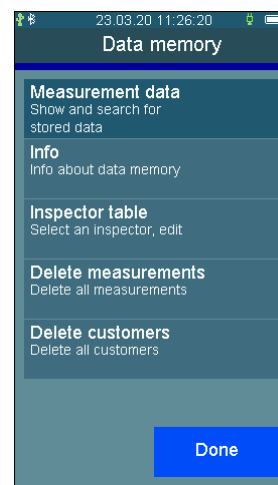 23.03.20 11:26:20
Data memory
Measurement data
Show and search for
stored data
Info
Info about data memory
Inspector table
Select an inspector, edit
Delete measurements
Delete all measurements
Delete customers
Delete all customers
Done